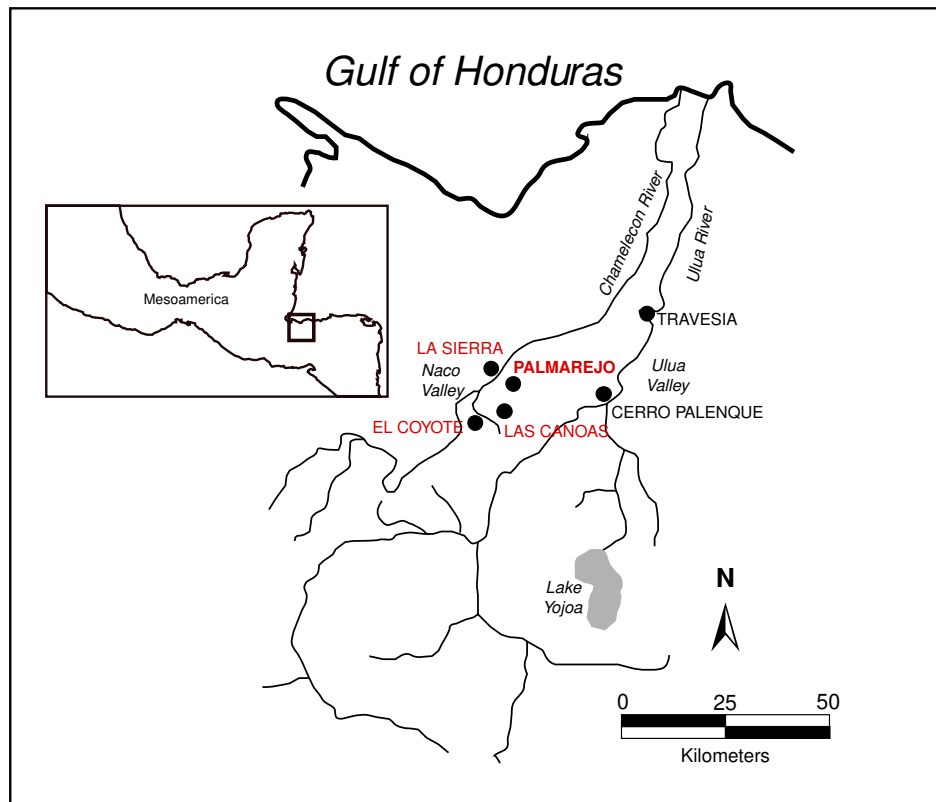 Gulf of Honduras
Chamelecon River
Ulua River
Mesoamerica
TRAVESIA
LA SIERRA
Naco
Valley
PALMAREJO
Ulua
Valley
CERRO PALENQUE
EL COYOTE
LAS CANOAS
Lake
Yojoa
N
0 25 50
Kilometers